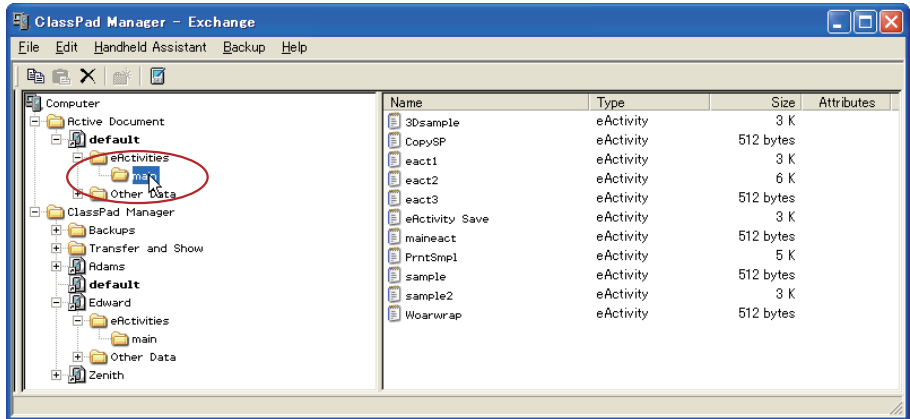 ClassPad Manager - Exchange
File Edit Handheld Assistant Backup Help
Computer
Active Document
default
eActivities
main
Other Data
ClassPad Manager
Backups
Transfer and Show
Adams
default
Edward
eActivities
main
Other Data
Zenith
Name Type Size Attributes
3Dsample eActivity 3 K
CopySP eActivity 512 bytes
eact1 eActivity 3 K
eact2 eActivity 6 K
eact3 eActivity 512 bytes
eActivity Save eActivity 3 K
maineact eActivity 512 bytes
PrntSmpl eActivity 5 K
sample eActivity 512 bytes
sample2 eActivity 3 K
Woarwrap eActivity 512 bytes